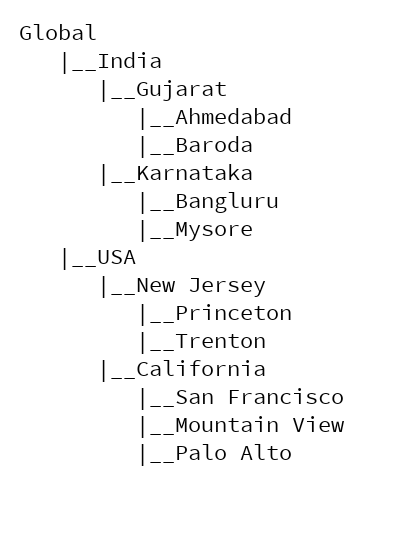 Global
   |__India
      |__Gujarat
         |__Ahmedabad
         |__Baroda
      |__Karnataka
         |__Bangluru
         |__Mysore
   |__USA
      |__New Jersey
         |__Princeton
         |__Trenton
      |__California
         |__San Francisco
         |__Mountain View
         |__Palo Alto